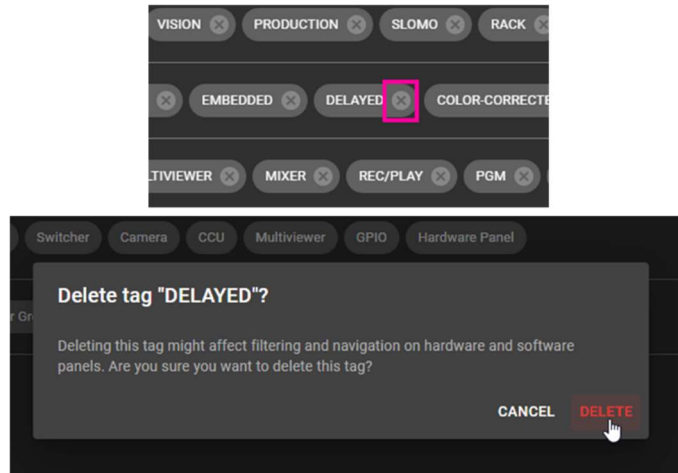 VISION PRODUCTION SLOMO RACK
EMBEDDED DELAYED COLOR-CORRECTE
LTIVIEWER MIXER REC/PLAY PGM
Switcher Camera CCU Multiviewer GPIO Hardware Panel
Delete tag "DELAYED"?
r Gr
Deleting this tag might affect filtering and navigation on hardware and software
panels. Are you sure you want to delete this tag?
CANCEL DELETE